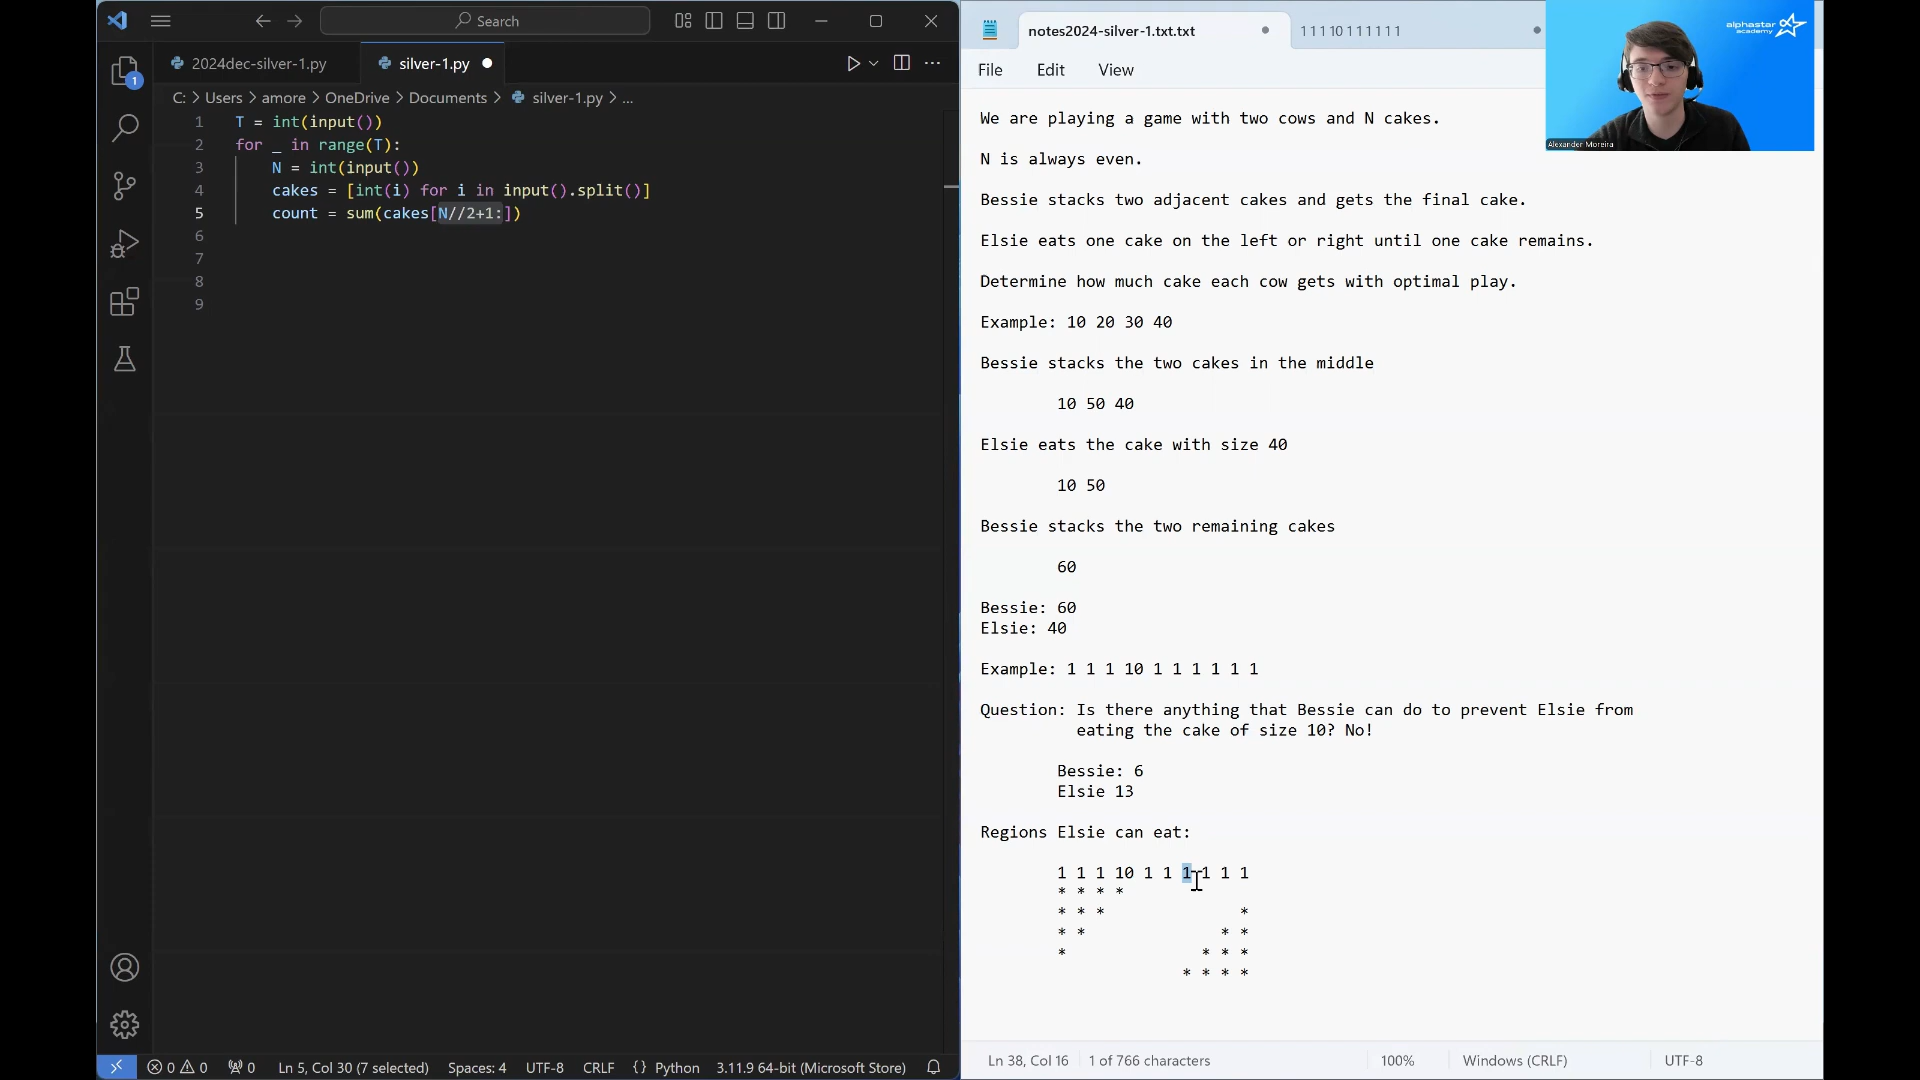 Search
2024dec-silver-1.py
silver-1.py
C: > Users > amore > OneDrive > Documents > silver-1.py > ...
1 T = int(input())
2 for _ in range(T):
3 N = int(input())
4 cakes = [int(i) for i in input().split()]
5 count = sum(cakes[N//2+1:])
6
7
8
9
1
0 0 0 Ln 5, Col 30 (7 selected) Spaces: 4 UTF-8 CRLF {} Python 3.11.9 64-bit (Microsoft Store)
notes2024-silver-1.txt.txt
1 1 1 10 1 1 1 1 1 1
File Edit View
alphastar
academy
Alexander Moreira
We are playing a game with two cows and N cakes.
N is always even.
Bessie stacks two adjacent cakes and gets the final cake.
Elsie eats one cake on the left or right until one cake remains.
Determine how much cake each cow gets with optimal play.
Example: 10 20 30 40
Bessie stacks the two cakes in the middle
10 50 40
Elsie eats the cake with size 40
10 50
Bessie stacks the two remaining cakes
60
Bessie: 60
Elsie: 40
Example: 1 1 1 10 1 1 1 1 1 1
Question: Is there anything that Bessie can do to prevent Elsie from
eating the cake of size 10? No!
Bessie: 6
Elsie 13
Regions Elsie can eat:
1 1 1 10 1 1 1 1 1 1
* * * *
* * * *
* * * *
* * * *
* * * *
Ln 38, Col 16 1 of 766 characters 100% Windows (CRLF) UTF-8